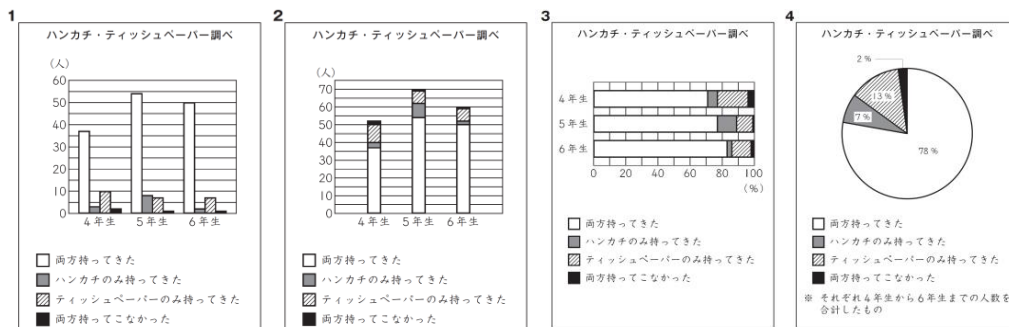 1
ハンカチ・ティッシュペーパー調べ
(人)
60
50
40
30
20
10
0
4年生 5年生 6年生
両方持ってきた
ハンカチのみ持ってきた
ティッシュペーパーのみ持ってきた
両方持ってこなかった
2
ハンカチ・ティッシュペーパー調べ
(人)
70
60
50
40
30
20
10
0
4年生 5年生 6年生
両方持ってきた
ハンカチのみ持ってきた
ティッシュペーパーのみ持ってきた
両方持ってこなかった
3
ハンカチ・ティッシュペーパー調べ
4年生
5年生
6年生
0 20 40 60 80 100
(%)
両方持ってきた
ハンカチのみ持ってきた
ティッシュペーパーのみ持ってきた
両方持ってこなかった
4
ハンカチ・ティッシュペーパー調べ
2%
13%
7%
78%
両方持ってきた
ハンカチのみ持ってきた
ティッシュペーパーのみ持ってきた
両方持ってこなかった
※ それぞれ4年生から6年生までの人数を
合計したもの